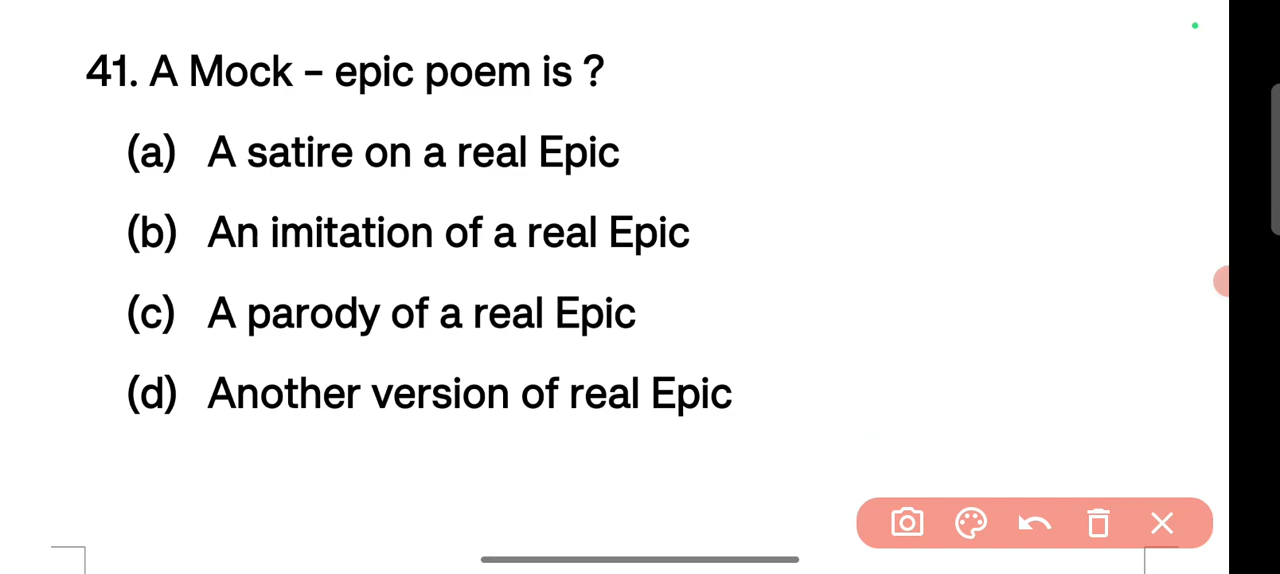 41. A Mock – epic poem is ?
(a) A satire on a real Epic
(b) An imitation of a real Epic
(c) A parody of a real Epic
(d) Another version of real Epic